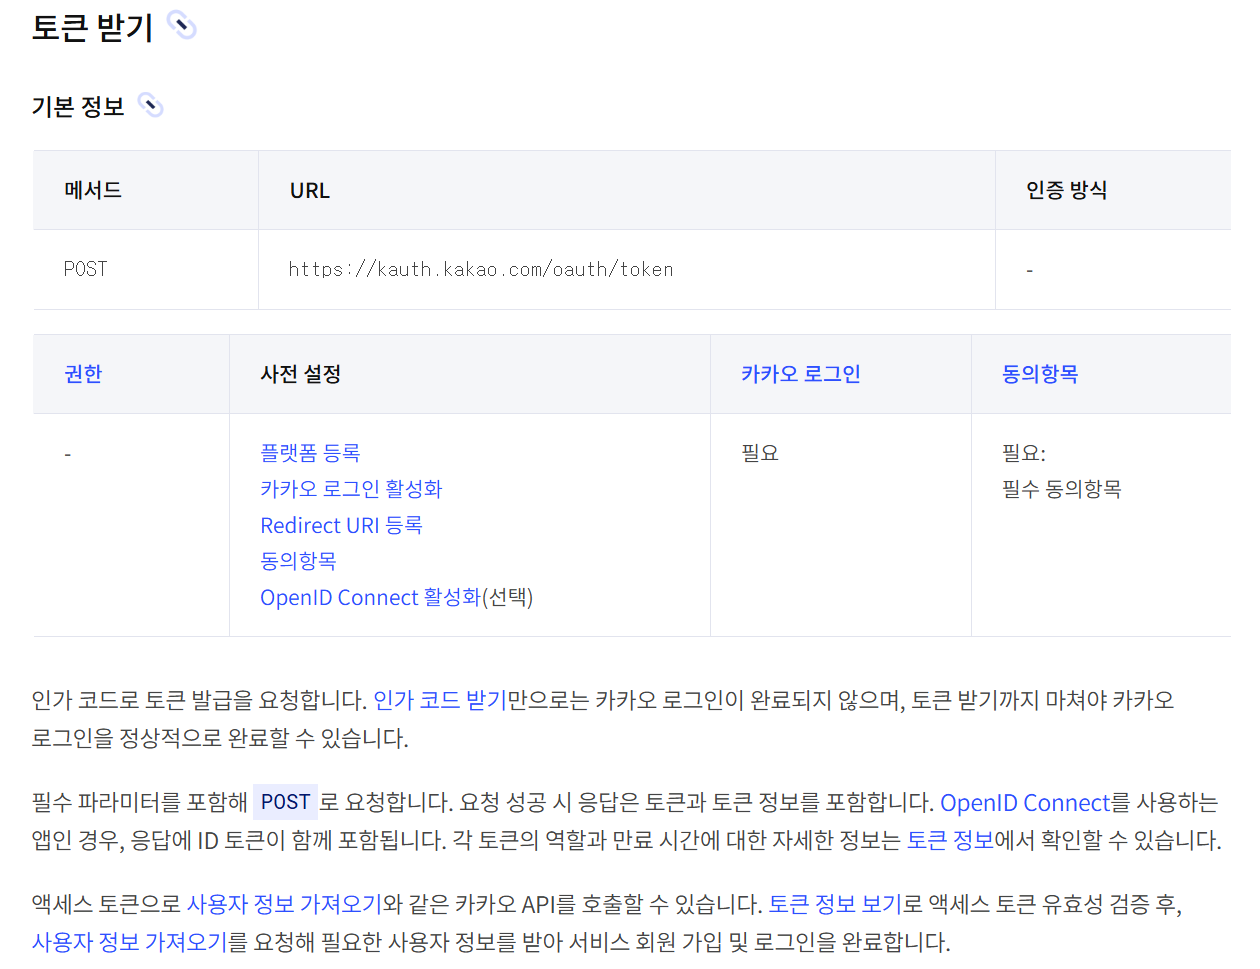 토큰 받기
기본 정보
메서드 URL 인증 방식
POST https://kauth.kakao.com/oauth/token -
권한 사전 설정 카카오 로그인 동의항목
- 플랫폼 등록 필요 필요:
카카오 로그인 활성화 필수 동의항목
Redirect URI 등록
동의항목
OpenID Connect 활성화(선택)
인가 코드로 토큰 발급을 요청합니다. 인가 코드 받기만으로는 카카오 로그인이 완료되지 않으며, 토큰 받기까지 마쳐야 카카오
로그인을 정상적으로 완료할 수 있습니다.
필수 파라미터를 포함해 POST로 요청합니다. 요청 성공 시 응답은 토큰과 토큰 정보를 포함합니다. OpenID Connect를 사용하는
앱인 경우, 응답에 ID 토큰이 함께 포함됩니다. 각 토큰의 역할과 만료 시간에 대한 자세한 정보는 토큰 정보에서 확인할 수 있습니다.
액세스 토큰으로 사용자 정보 가져오기와 같은 카카오 API를 호출할 수 있습니다. 토큰 정보 보기로 액세스 토큰 유효성 검증 후,
사용자 정보 가져오기를 요청해 필요한 사용자 정보를 받아 서비스 회원 가입 및 로그인을 완료합니다.